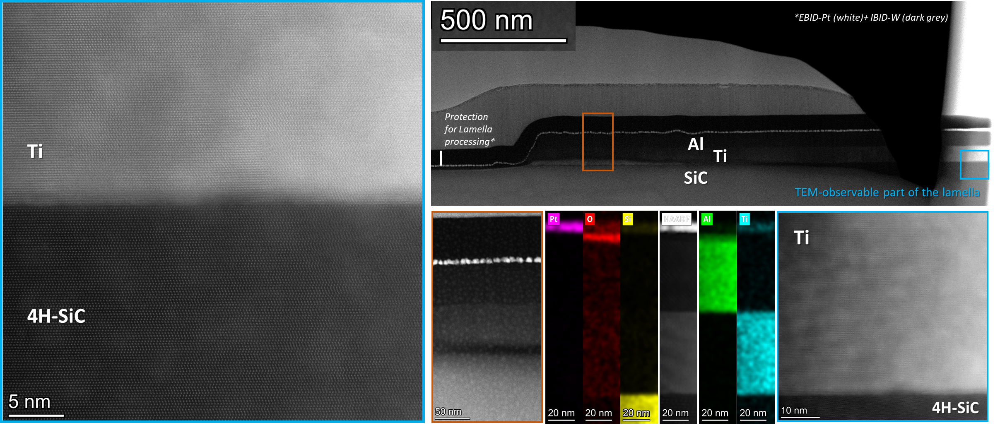 Ti
4H-SiC
5 nm
500 nm
*EBID-Pt (white)+ IBID-W (dark grey)
Protection
for Lamella
processing*
Al
Ti
SiC
TEM-observable part of the lamella
50 nm
Pt
O
Si
HAADF
Al
Ti
20 nm
20 nm
20 nm
20 nm
20 nm
20 nm
Ti
10 nm
4H-SiC